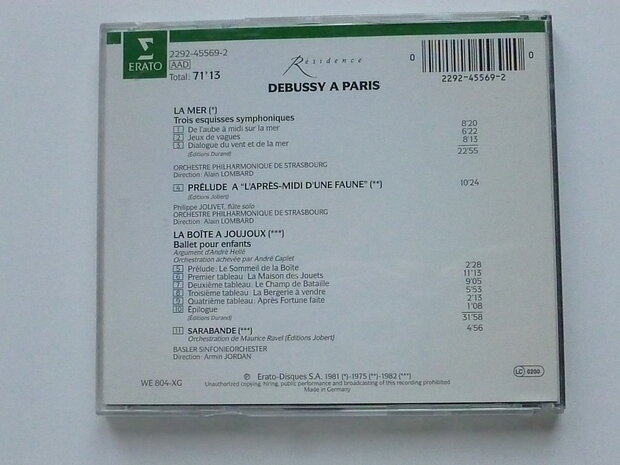 ERATO
2292-45569-2
AAD
Total: 71'13
Résidence
DEBUSSY A PARIS
0 0
2292-45569-2
LA MER (*)
Trois esquisses symphoniques
1 De l'aube à midi sur la mer 8'20
2 Jeux de vagues 6'22
3 Dialogue du vent et de la mer 8'13
(Éditions Durand) 22'55
ORCHESTRE PHILHARMONIQUE DE STRASBOURG
Direction: Alain LOMBARD
4 PRÉLUDE A "L'APRÈS-MIDI D'UNE FAUNE" (**) 10'24
(Éditions Jobert)
Philippe JOLIVET, flûte solo
ORCHESTRE PHILHARMONIQUE DE STRASBOURG
Direction: Alain LOMBARD
LA BOÎTE A JOUJOUX (***)
Ballet pour enfants
Argument d'André Hellé
Orchestration achevée par André Caplet
5 Prélude: Le Sommeil de la Boîte 2'28
6 Premier tableau: La Maison des Jouets 11'13
7 Deuxième tableau: Le Champ de Bataille 9'05
8 Troisième tableau: La Bergerie à vendre 5'53
9 Quatrième tableau: Après Fortune faite 2'13
10 Épilogue 1'08
(Éditions Durand) 31'58
11 SARABANDE (***) 4'56
Orchestration de Maurice Ravel (Éditions Jobert)
BASLER SINFONIEORCHESTER
Direction: Armin JORDAN
℗ Erato-Disques S.A. 1981 (*)-1975 (**)-1982 (***)
WE 804-XG
Unauthorized copying, hiring, public performance and broadcasting of this recording prohibited
Made in Germany
LC 0200